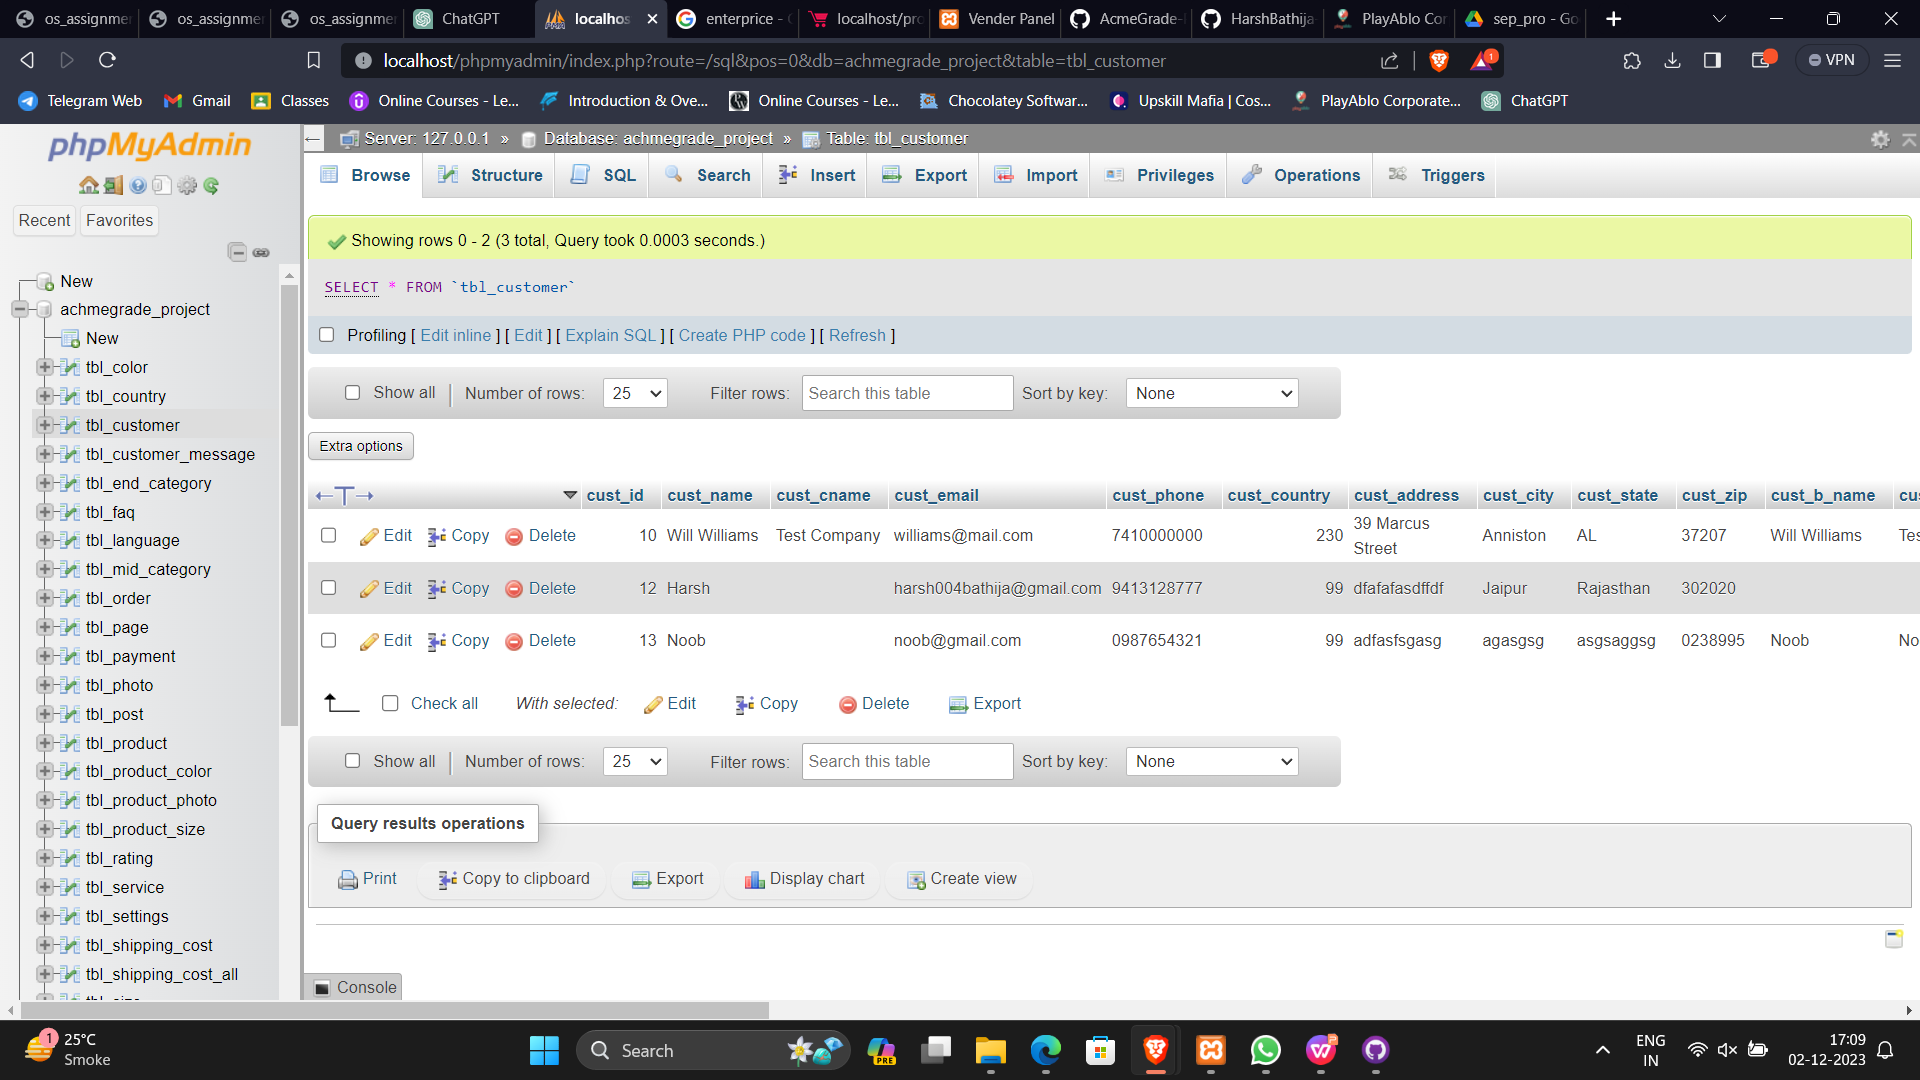 os_assignmen
os_assignmen
os_assignmen
ChatGPT
localhos
enterprice - G
localhost/pro
Vender Panel
AcmeGrade-
HarshBathija
PlayAblo Cor
sep_pro - Go
localhost/phpmyadmin/index.php?route=/sql&pos=0&db=achmegrade_project&table=tbl_customer
1
VPN
Telegram Web
Gmail
Classes
Online Courses - Le...
Introduction & Ove...
Online Courses - Le...
Chocolatey Softwar...
Upskill Mafia | Cos...
PlayAblo Corporate...
ChatGPT
phpMyAdmin
Recent
Favorites
New
achmegrade_project
New
tbl_color
tbl_country
tbl_customer
tbl_customer_message
tbl_end_category
tbl_faq
tbl_language
tbl_mid_category
tbl_order
tbl_page
tbl_payment
tbl_photo
tbl_post
tbl_product
tbl_product_color
tbl_product_photo
tbl_product_size
tbl_rating
tbl_service
tbl_settings
tbl_shipping_cost
tbl_shipping_cost_all
Server: 127.0.0.1 » Database: achmegrade_project » Table: tbl_customer
Browse
Structure
SQL
Search
Insert
Export
Import
Privileges
Operations
Triggers
Showing rows 0 - 2 (3 total, Query took 0.0003 seconds.)
SELECT * FROM `tbl_customer`
Profiling [ Edit inline ] [ Edit ] [ Explain SQL ] [ Create PHP code ] [ Refresh ]
Show all | Number of rows: 25 Filter rows: Search this table Sort by key: None
Extra options
←T→ cust_id cust_name cust_cname cust_email cust_phone cust_country cust_address cust_city cust_state cust_zip cust_b_name cus
Edit Copy Delete 10 Will Williams Test Company williams@mail.com 7410000000 230 39 Marcus Street Anniston AL 37207 Will Williams Tes
Edit Copy Delete 12 Harsh harsh004bathija@gmail.com 9413128777 99 dfafafasdffdf Jaipur Rajasthan 302020
Edit Copy Delete 13 Noob noob@gmail.com 0987654321 99 adfasfsgasg agasgsg asgsaggsg 0238995 Noob No
Check all With selected: Edit Copy Delete Export
Show all | Number of rows: 25 Filter rows: Search this table Sort by key: None
Query results operations
Print
Copy to clipboard
Export
Display chart
Create view
Console
1
25°C
Smoke
Search
PRE
ENG
IN
17:09
02-12-2023